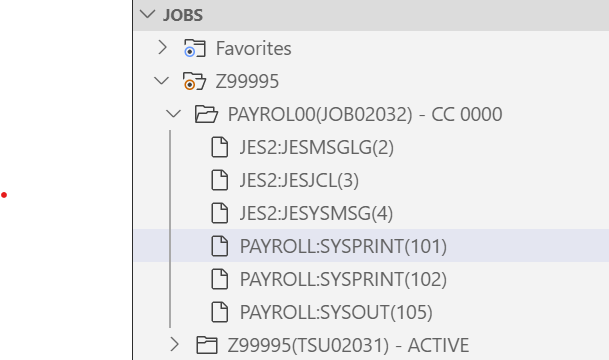 JOBS
Favorites
Z99995
PAYROL00(JOB02032) - CC 0000
JES2:JESMSGLG(2)
JES2:JESJCL(3)
JES2:JESYSMSG(4)
PAYROLL:SYSPRINT(101)
PAYROLL:SYSPRINT(102)
PAYROLL:SYSOUT(105)
Z99995(TSU02031) - ACTIVE